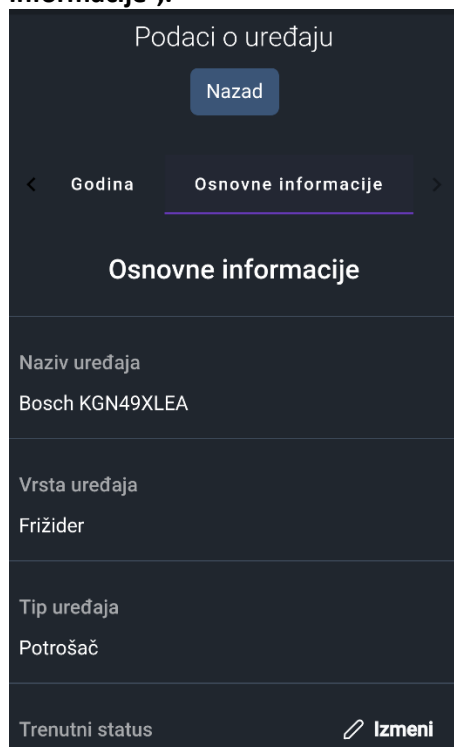 informacije").
Podaci o uređaju
Nazad
< Godina Osnovne informacije >
Osnovne informacije
Naziv uređaja
Bosch KGN49XLEA
Vrsta uređaja
Frižider
Tip uređaja
Potrošač
Trenutni status Izmeni